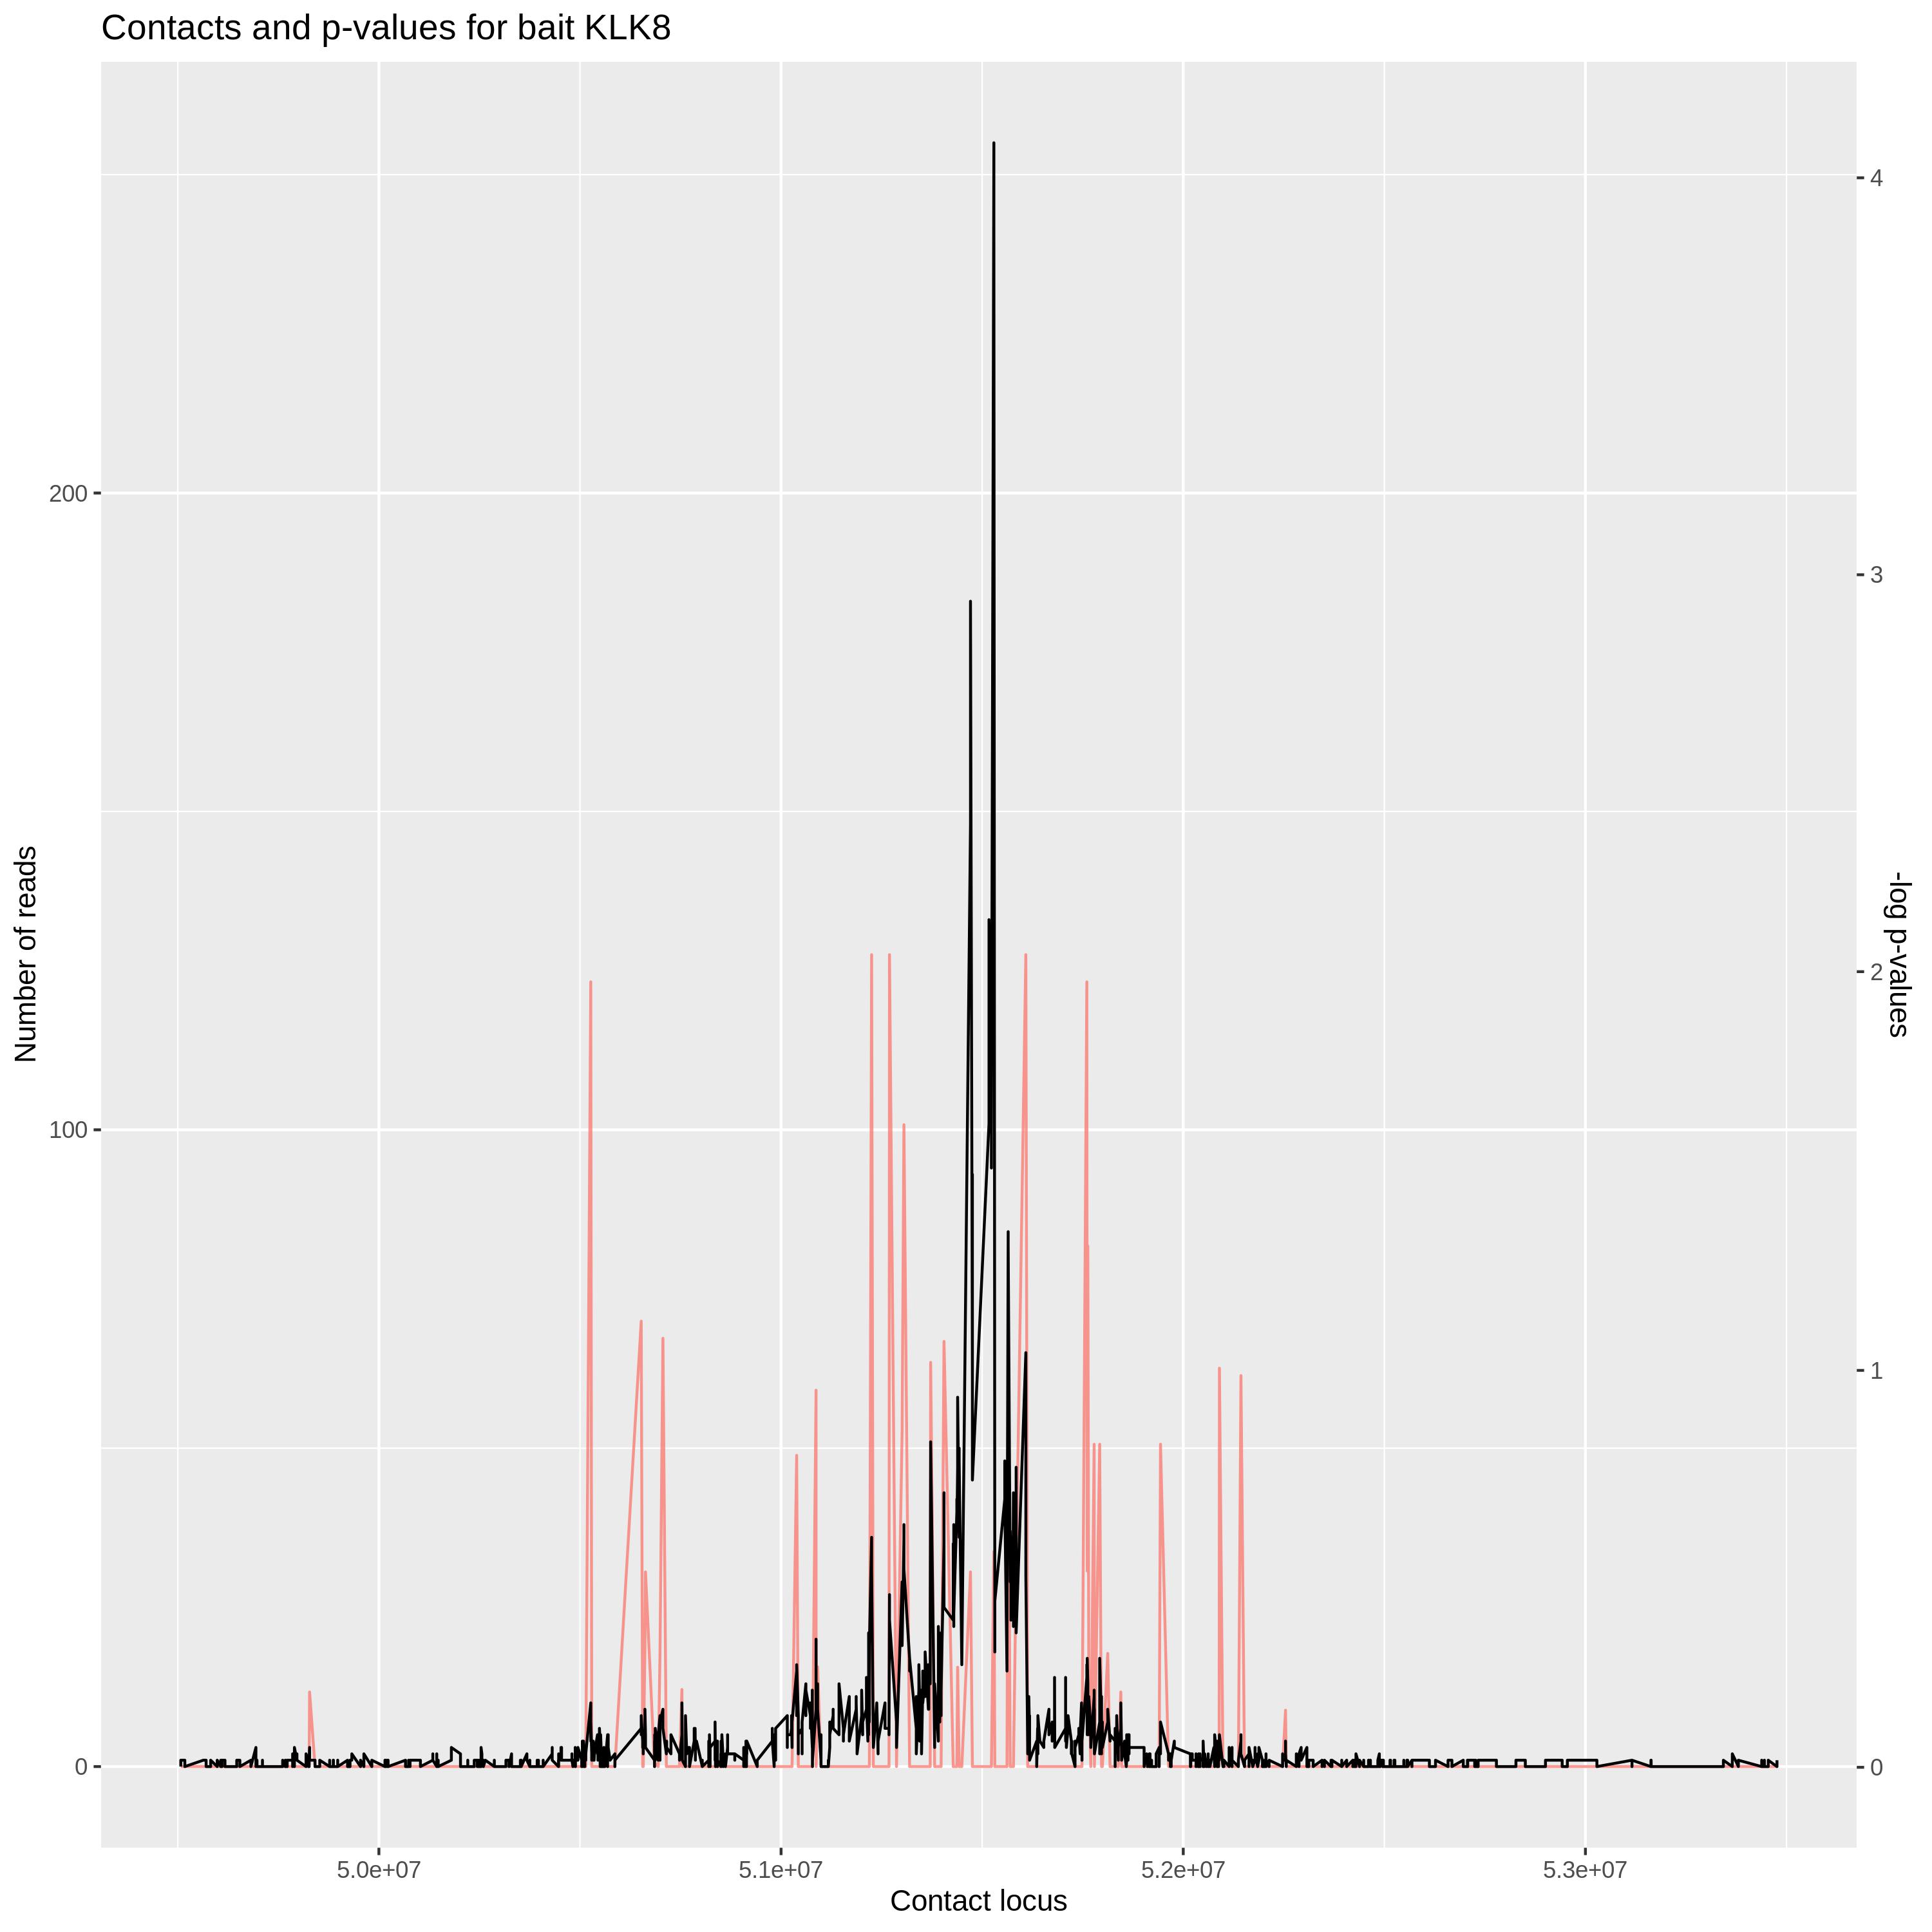 Contacts and p-values for bait KLK8
Number of reads
200
100
0
4
3
2
1
0
-log p-values
5.0e+07
5.1e+07
5.2e+07
5.3e+07
Contact locus